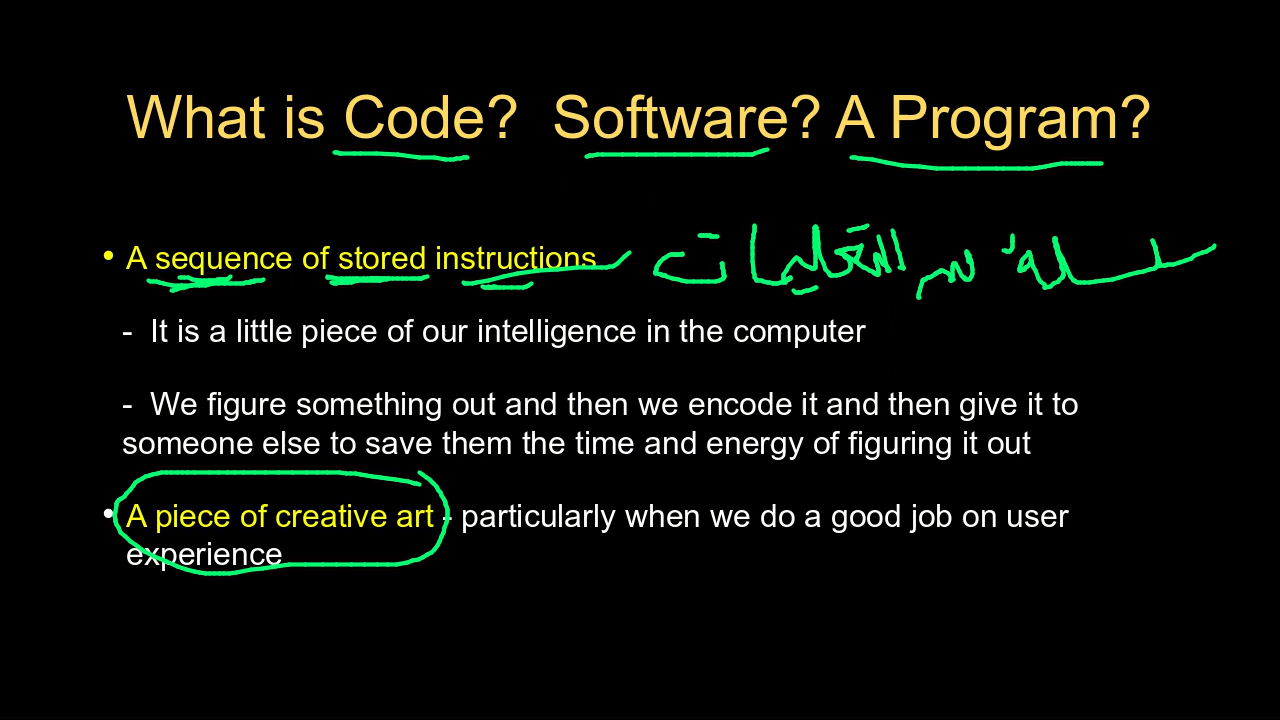 What is Code? Software? A Program?
• A sequence of stored instructions سلسلة من التعليمات
- It is a little piece of our intelligence in the computer
- We figure something out and then we encode it and then give it to
someone else to save them the time and energy of figuring it out
• A piece of creative art - particularly when we do a good job on user
experience